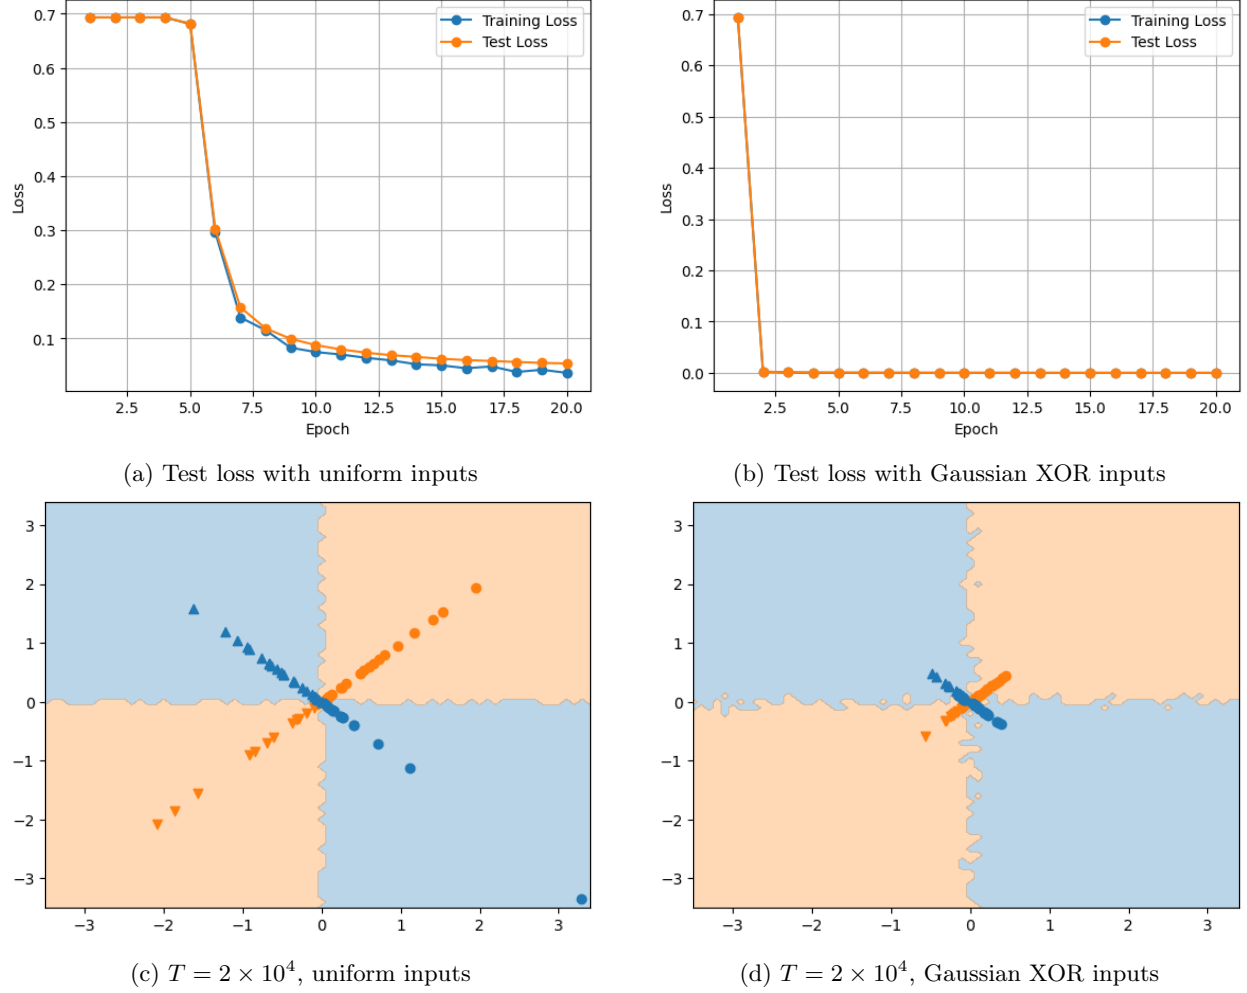 0.7
0.6
0.5
0.4
0.3
0.2
0.1
Loss
2.5 5.0 7.5 10.0 12.5 15.0 17.5 20.0
Epoch
Training Loss
Test Loss
(a) Test loss with uniform inputs
0.7
0.6
0.5
0.4
0.3
0.2
0.1
0.0
Loss
2.5 5.0 7.5 10.0 12.5 15.0 17.5 20.0
Epoch
Training Loss
Test Loss
(b) Test loss with Gaussian XOR inputs
3
2
1
0
−1
−2
−3
−3 −2 −1 0 1 2 3
(c) T = 2 × 10⁴, uniform inputs
3
2
1
0
−1
−2
−3
−3 −2 −1 0 1 2 3
(d) T = 2 × 10⁴, Gaussian XOR inputs